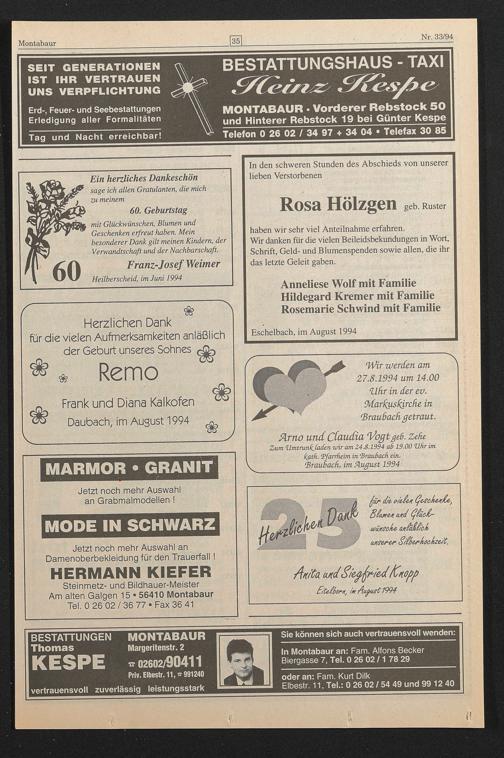 Montabaur
35
Nr. 33/94
SEIT GENERATIONEN
IST IHR VERTRAUEN
UNS VERPFLICHTUNG
Erd-, Feuer- und Seebestattungen
Erledigung aller Formalitäten
Tag und Nacht erreichbar!
BESTATTUNGSHAUS - TAXI
Heinz Kespe
MONTABAUR · Vorderer Rebstock 50
und Hinterer Rebstock 19 bei Günter Kespe
Telefon 0 26 02 / 34 97 + 34 04 • Telefax 30 85
Ein herzliches Dankeschön
sage ich allen Gratulanten, die mich
zu meinem
60. Geburtstag
mit Glückwünschen, Blumen und
Geschenken erfreut haben. Mein
besonderer Dank gilt meinen Kindern, der
Verwandtschaft und der Nachbarschaft.
60
Franz-Josef Weimer
Heilberscheid, im Juni 1994
In den schweren Stunden des Abschieds von unserer
lieben Verstorbenen
Rosa Hölzgen geb. Ruster
haben wir sehr viel Anteilnahme erfahren.
Wir danken für die vielen Beileidsbekundungen in Wort,
Schrift, Geld- und Blumenspenden sowie allen, die ihr
das letzte Geleit gaben.
Anneliese Wolf mit Familie
Hildegard Kremer mit Familie
Rosemarie Schwind mit Familie
Eschelbach, im August 1994
Herzlichen Dank
für die vielen Aufmerksamkeiten anläßlich
der Geburt unseres Sohnes
Remo
Frank und Diana Kalkofen
Daubach, im August 1994
Wir werden am
27.8.1994 um 14.00
Uhr in der ev.
Markuskirche in
Braubach getraut.
Arno und Claudia Vogt geb. Zehe
Zum Umtrunk laden wir am 24.8.1994 ab 19.00 Uhr im
kath. Pfarrheim in Braubach ein.
Braubach, im August 1994
MARMOR • GRANIT
Jetzt noch mehr Auswahl
an Grabmalmodellen !
MODE IN SCHWARZ
Jetzt noch mehr Auswahl an
Damenoberbekleidung für den Trauerfall !
HERMANN KIEFER
Steinmetz- und Bildhauer-Meister
Am alten Galgen 15 • 56410 Montabaur
Tel. 0 26 02 / 36 77 • Fax 36 41
25
Herzlichen Dank
für die vielen Geschenke,
Blumen und Glück-
wünsche anläßlich
unserer Silberhochzeit.
Anita und Siegfried Knopp
Eitelborn, im August 1994
BESTATTUNGEN
Thomas
KESPE
MONTABAUR
Margeritenstr. 2
☎ 02602/90411
Priv. Elbestr. 11, ☎ 991240
vertrauensvoll zuverlässig leistungsstark
Sie können sich auch vertrauensvoll wenden:
In Montabaur an: Fam. Alfons Becker
Biergasse 7, Tel. 0 26 02 / 1 78 29
oder an: Fam. Kurt Dilk
Elbestr. 11, Tel.: 0 26 02 / 54 49 und 99 12 40